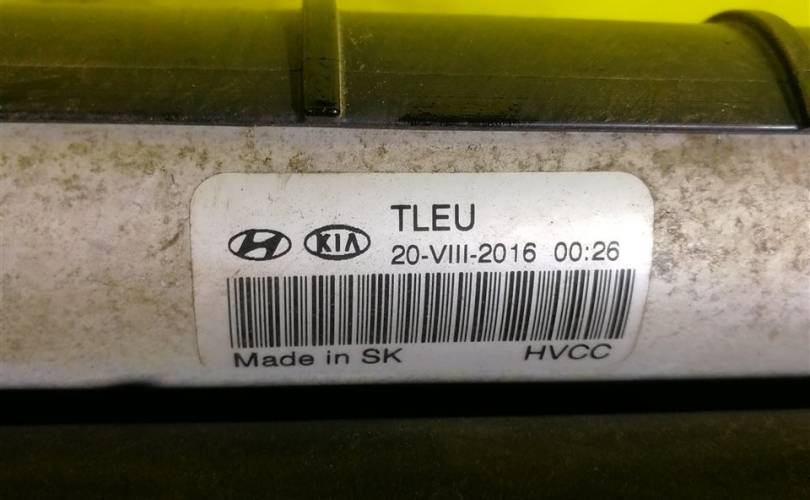 TLEU
KIA 20-VIII-2016 00:26
Made in SK HVCC